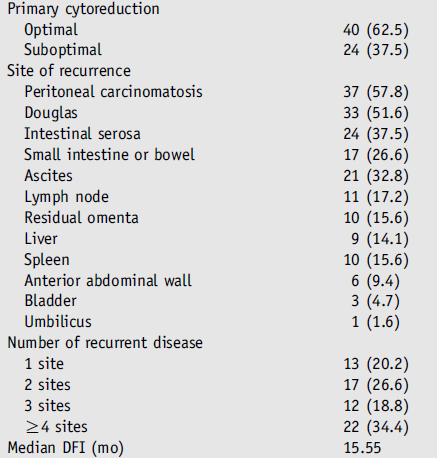 Primary cytoreduction
Optimal 40 (62.5)
Suboptimal 24 (37.5)
Site of recurrence
Peritoneal carcinomatosis 37 (57.8)
Douglas 33 (51.6)
Intestinal serosa 24 (37.5)
Small intestine or bowel 17 (26.6)
Ascites 21 (32.8)
Lymph node 11 (17.2)
Residual omenta 10 (15.6)
Liver 9 (14.1)
Spleen 10 (15.6)
Anterior abdominal wall 6 (9.4)
Bladder 3 (4.7)
Umbilicus 1 (1.6)
Number of recurrent disease
1 site 13 (20.2)
2 sites 17 (26.6)
3 sites 12 (18.8)
≥4 sites 22 (34.4)
Median DFI (mo) 15.55